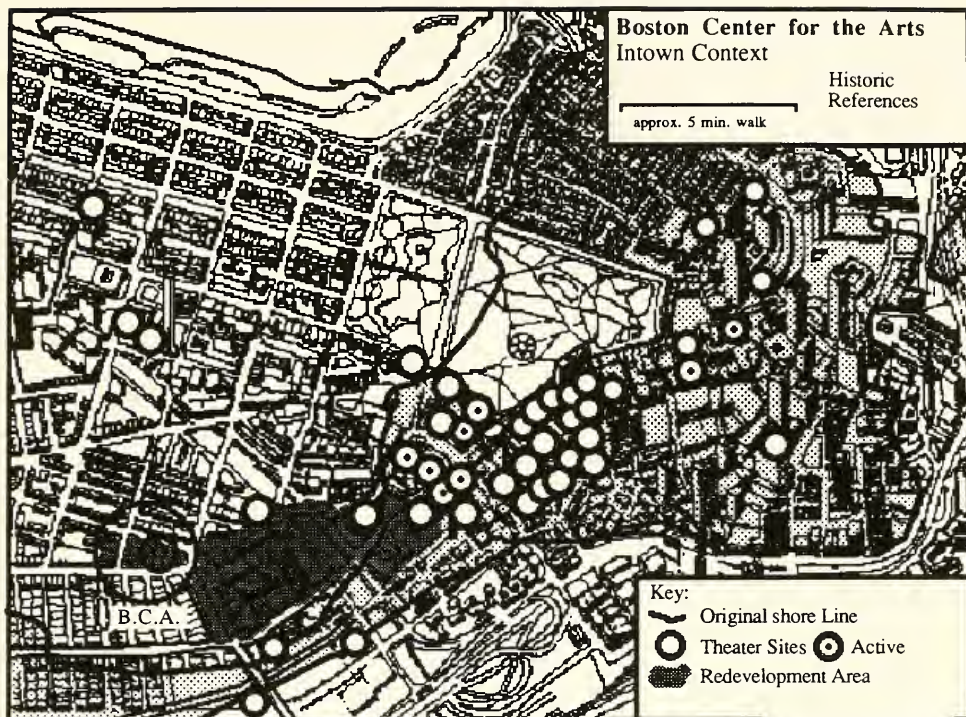 Boston Center for the Arts
Intown Context
Historic
References
approx. 5 min. walk
B.C.A.
Key:
Original shore Line
Theater Sites
Active
Redevelopment Area